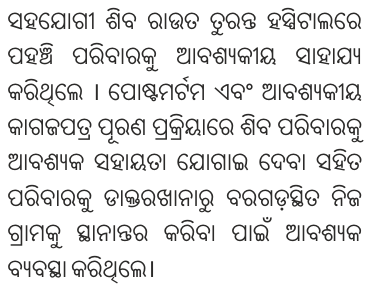 ସହଯୋଗୀ ଶିବ ରାଉତ ତୁରନ୍ତ ହସ୍ପିଟାଲରେ
ପହଞ୍ଚି ପରିବାରକୁ ଆବଶ୍ୟକୀୟ ସାହାଯ୍ୟ
କରିଥିଲେ । ପୋଷ୍ଟମର୍ଟମ ଏବଂ ଆବଶ୍ୟକୀୟ
କାଗଜପତ୍ର ପୂରଣ ପ୍ରକ୍ରିୟାରେ ଶିବ ପରିବାରକୁ
ଆବଶ୍ୟକ ସହାୟତା ଯୋଗାଇ ଦେବା ସହିତ
ପରିବାରକୁ ଡାକ୍ତରଖାନାରୁ ବରଗଡ଼ସ୍ଥିତ ନିଜ
ଗ୍ରାମକୁ ସ୍ଥାନାନ୍ତର କରିବା ପାଇଁ ଆବଶ୍ୟକ
ବ୍ୟବସ୍ଥା କରିଥିଲେ।